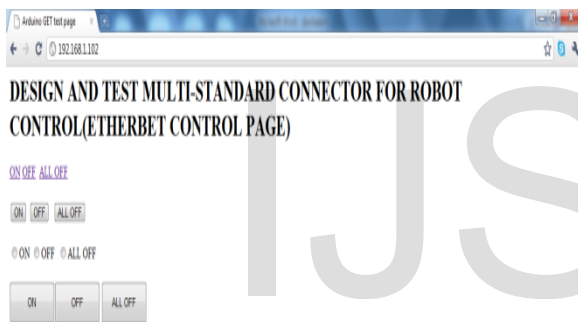 Arduino GET test page
192.168.1.102
DESIGN AND TEST MULTI-STANDARD CONNECTOR FOR ROBOT
CONTROL(ETHERBET CONTROL PAGE)
ON OFF ALL OFF
ON OFF ALL OFF
ON OFF ALL OFF
ON OFF ALL OFF
IJS